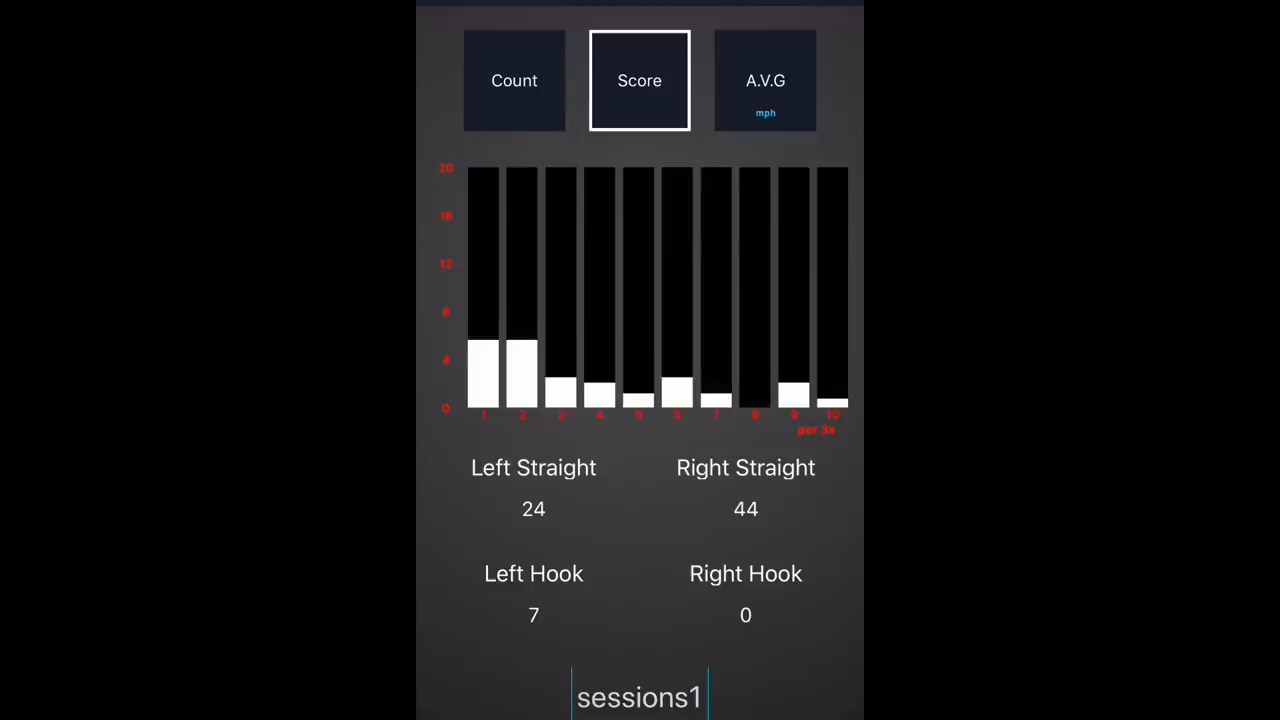 Count Score A.V.G
mph
20
16
12
8
4
0
1 2 3 4 5 6 7 8 9 10
per 3s
Left Straight Right Straight
24 44
Left Hook Right Hook
7 0
sessions1